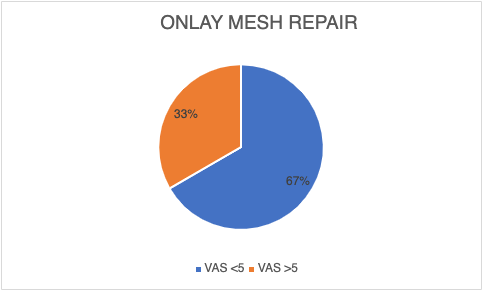 ONLAY MESH REPAIR
33%
67%
VAS <5 VAS >5